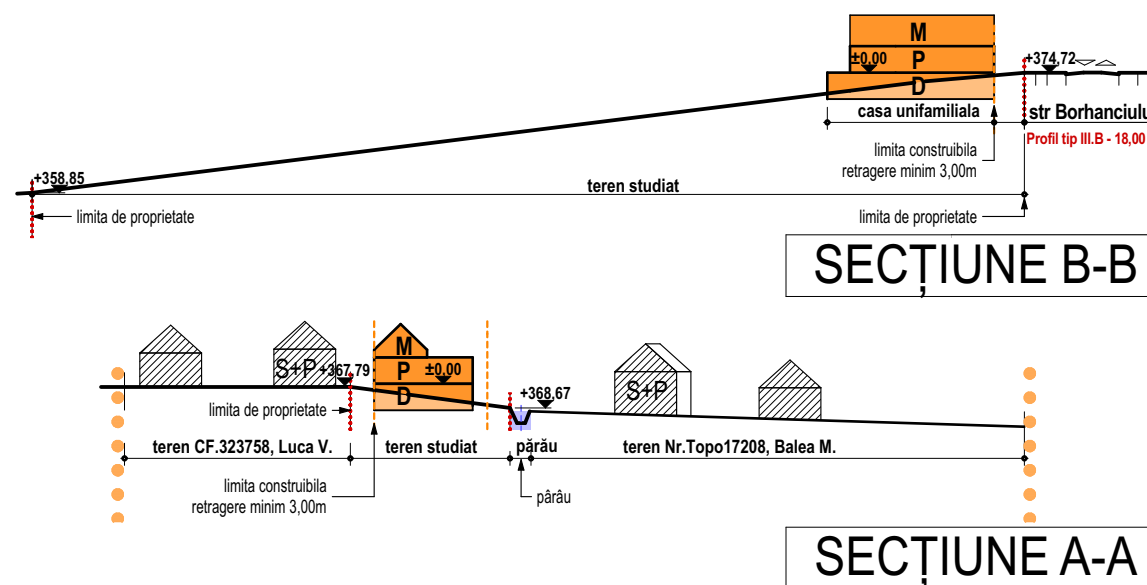 M
±0,00
P
+374,72
D
casa unifamiliala
str Borhanciulu
Profil tip III.B - 18,00
limita construibila
retragere minim 3,00m
+358,85
teren studiat
limita de proprietate
limita de proprietate
SECȚIUNE B-B
M
S+P
+367,79
P
±0,00
D
+368,67
S+P
limita de proprietate
teren CF.323758, Luca V.
teren studiat
părău
teren Nr.Topo17208, Balea M.
limita construibila
retragere minim 3,00m
pârâu
SECȚIUNE A-A